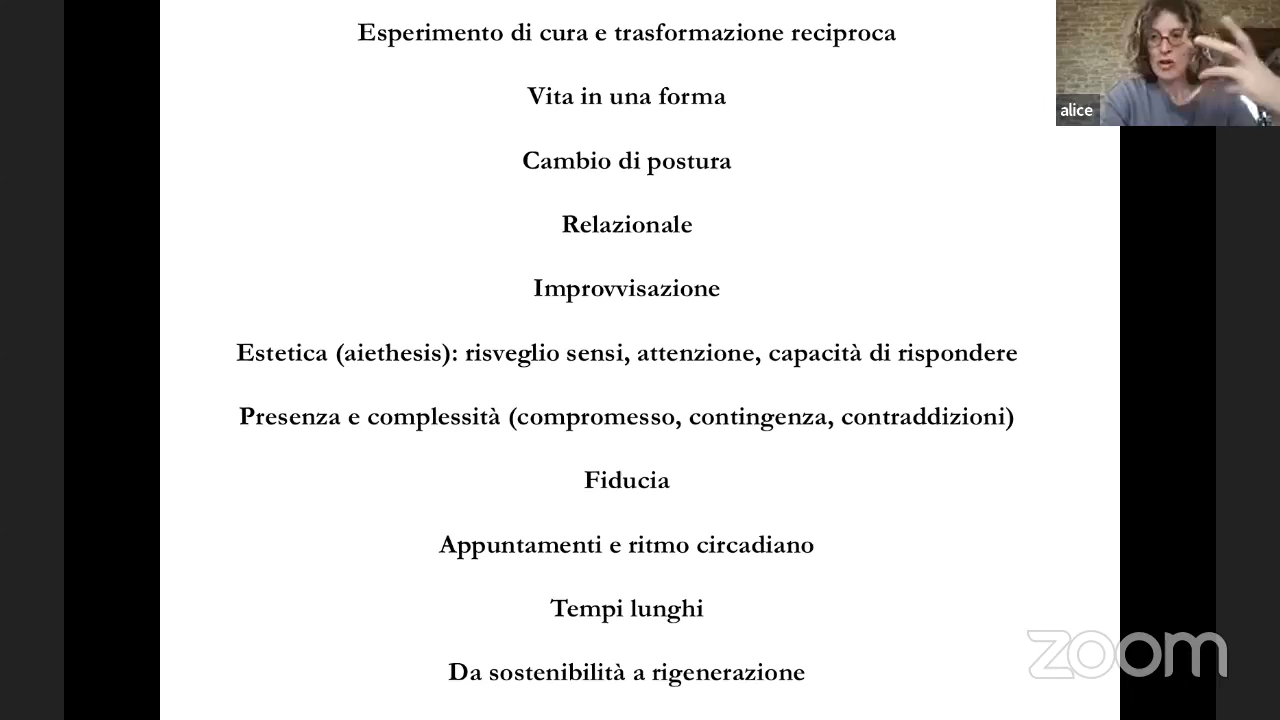 Esperimento di cura e trasformazione reciproca
alice
Vita in una forma
Cambio di postura
Relazionale
Improvvisazione
Estetica (aiethesis): risveglio sensi, attenzione, capacità di rispondere
Presenza e complessità (compromesso, contingenza, contraddizioni)
Fiducia
Appuntamenti e ritmo circadiano
Tempi lunghi
Da sostenibilità a rigenerazione
zoom